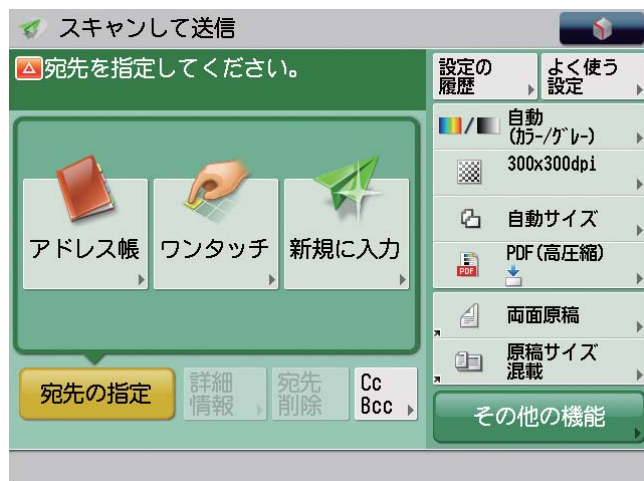 スキャンして送信
宛先を指定してください。
設定の
履歴
よく使う
設定
自動
(ｶﾗｰ/ｸﾞﾚｰ)
300x300dpi
自動サイズ
PDF
PDF(高圧縮)
両面原稿
原稿サイズ
混載
その他の機能
アドレス帳
ワンタッチ
新規に入力
宛先の指定
詳細
情報
宛先
削除
Cc
Bcc